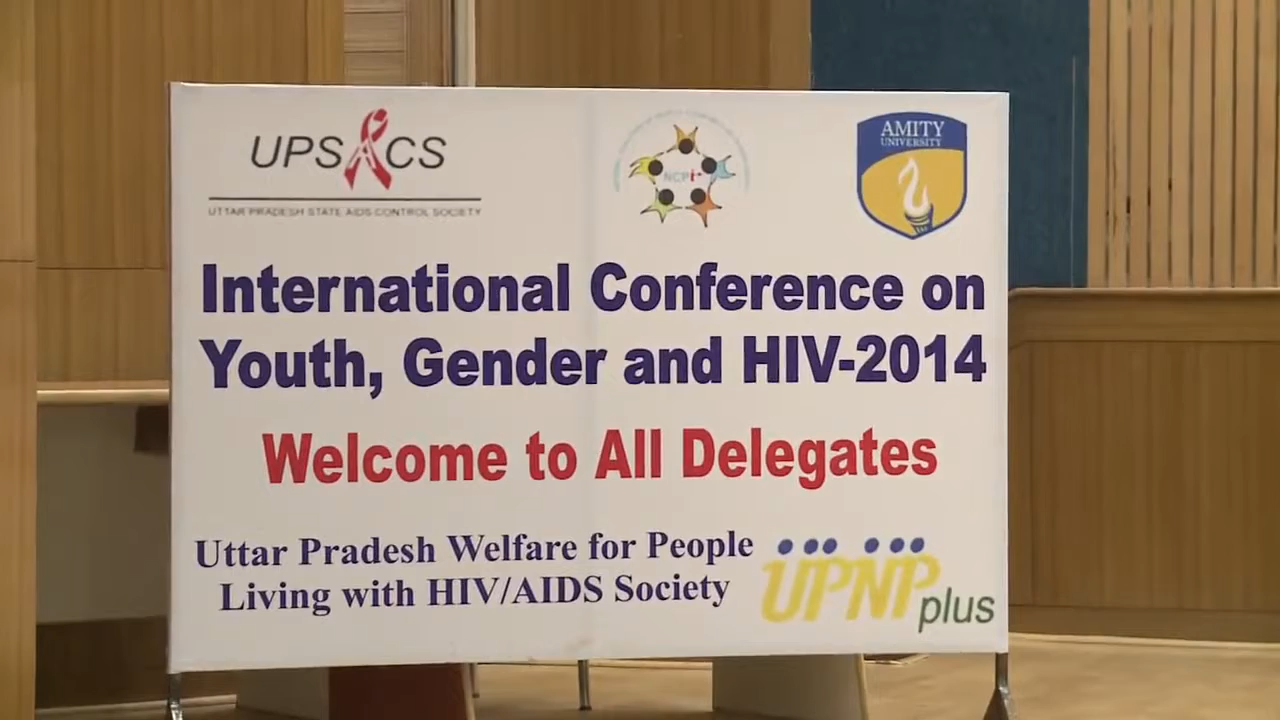 UPSACS
UTTAR PRADESH STATE AIDS CONTROL SOCIETY
NCPI+
AMITY
UNIVERSITY
International Conference on
Youth, Gender and HIV-2014
Welcome to All Delegates
Uttar Pradesh Welfare for People
Living with HIV/AIDS Society
UPNP plus